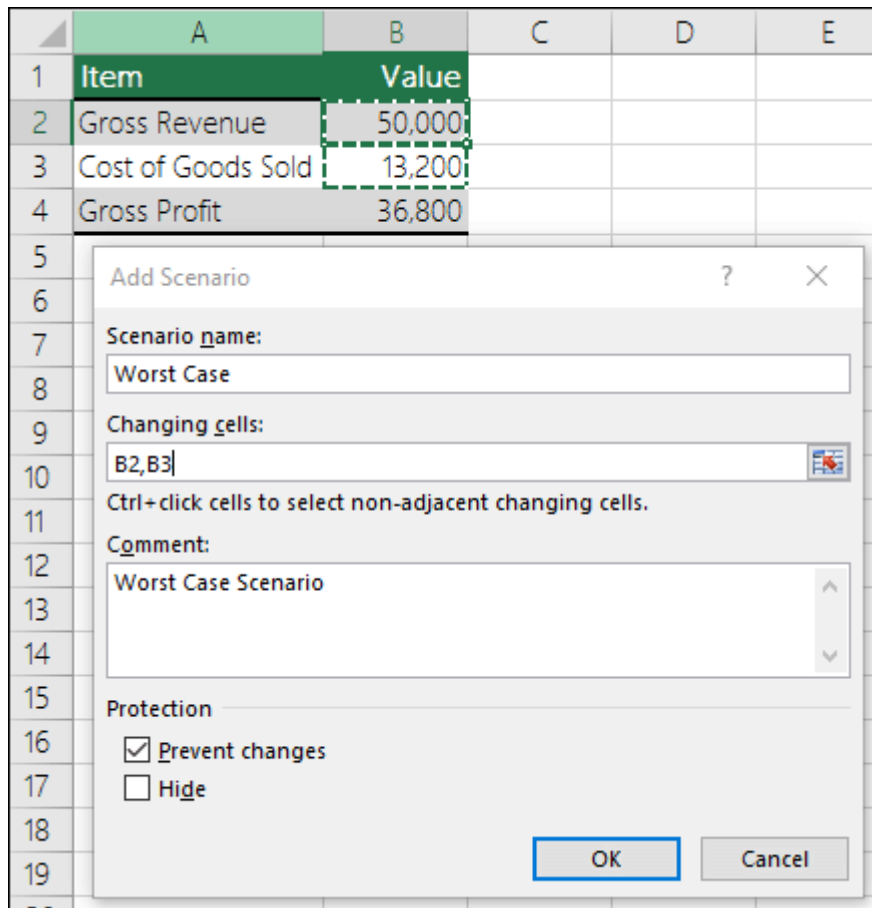 A B C D E
1 Item Value
2 Gross Revenue 50,000
3 Cost of Goods Sold 13,200
4 Gross Profit 36,800
5
Add Scenario ? ×
6
Scenario name:
7
Worst Case
8
Changing cells:
9
B2,B3
10
Ctrl+click cells to select non-adjacent changing cells.
11
Comment:
12
Worst Case Scenario
13
14
15
Protection
16
Prevent changes
17
Hide
18
OK Cancel
19